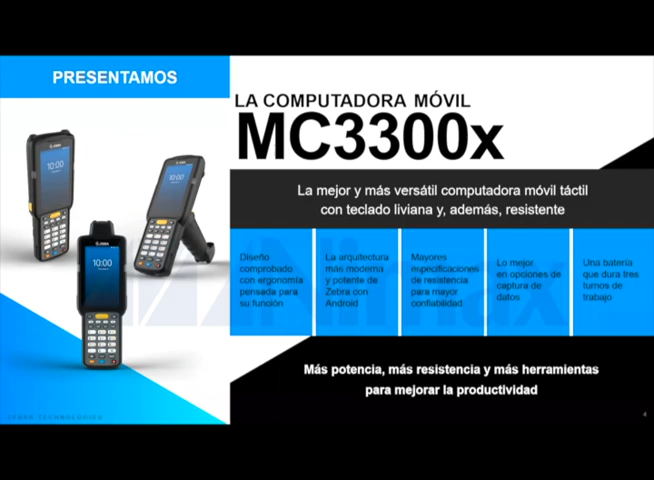 PRESENTAMOS
LA COMPUTADORA MÓVIL
MC3300x
La mejor y más versátil computadora móvil táctil
con teclado liviana y, además, resistente
Diseño
comprobado
con ergonomía
pensada para
su función
La arquitectura
más moderna
y potente de
Zebra con
Android
Mayores
especificaciones
de resistencia
para mayor
confiabilidad
Lo mejor
en opciones de
captura de
datos
Una batería
que dura tres
turnos de
trabajo
Más potencia, más resistencia y más herramientas
para mejorar la productividad
ZEBRA TECHNOLOGIES
4
10:00
10:00
10:00